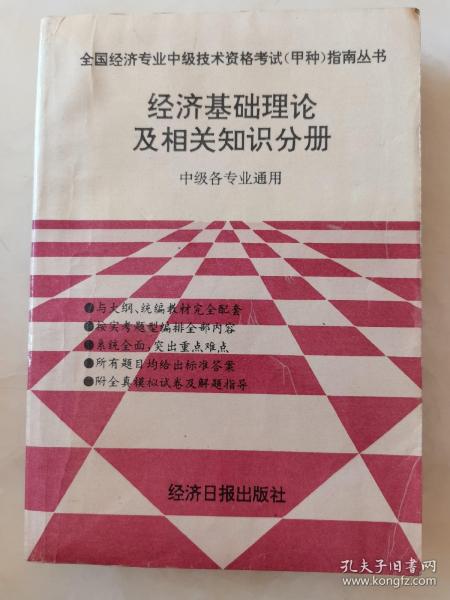 全国经济专业中级技术资格考试(甲种)指南丛书
经济基础理论
及相关知识分册
中级各专业通用
●与大纲、统编教材完全配套
●按实考题型编排全部内容
●系统全面,突出重点难点
●所有题目均给出标准答案
●附全真模拟试卷及解题指导
经济日报出版社
孔夫子旧书网
www.kongfz.com